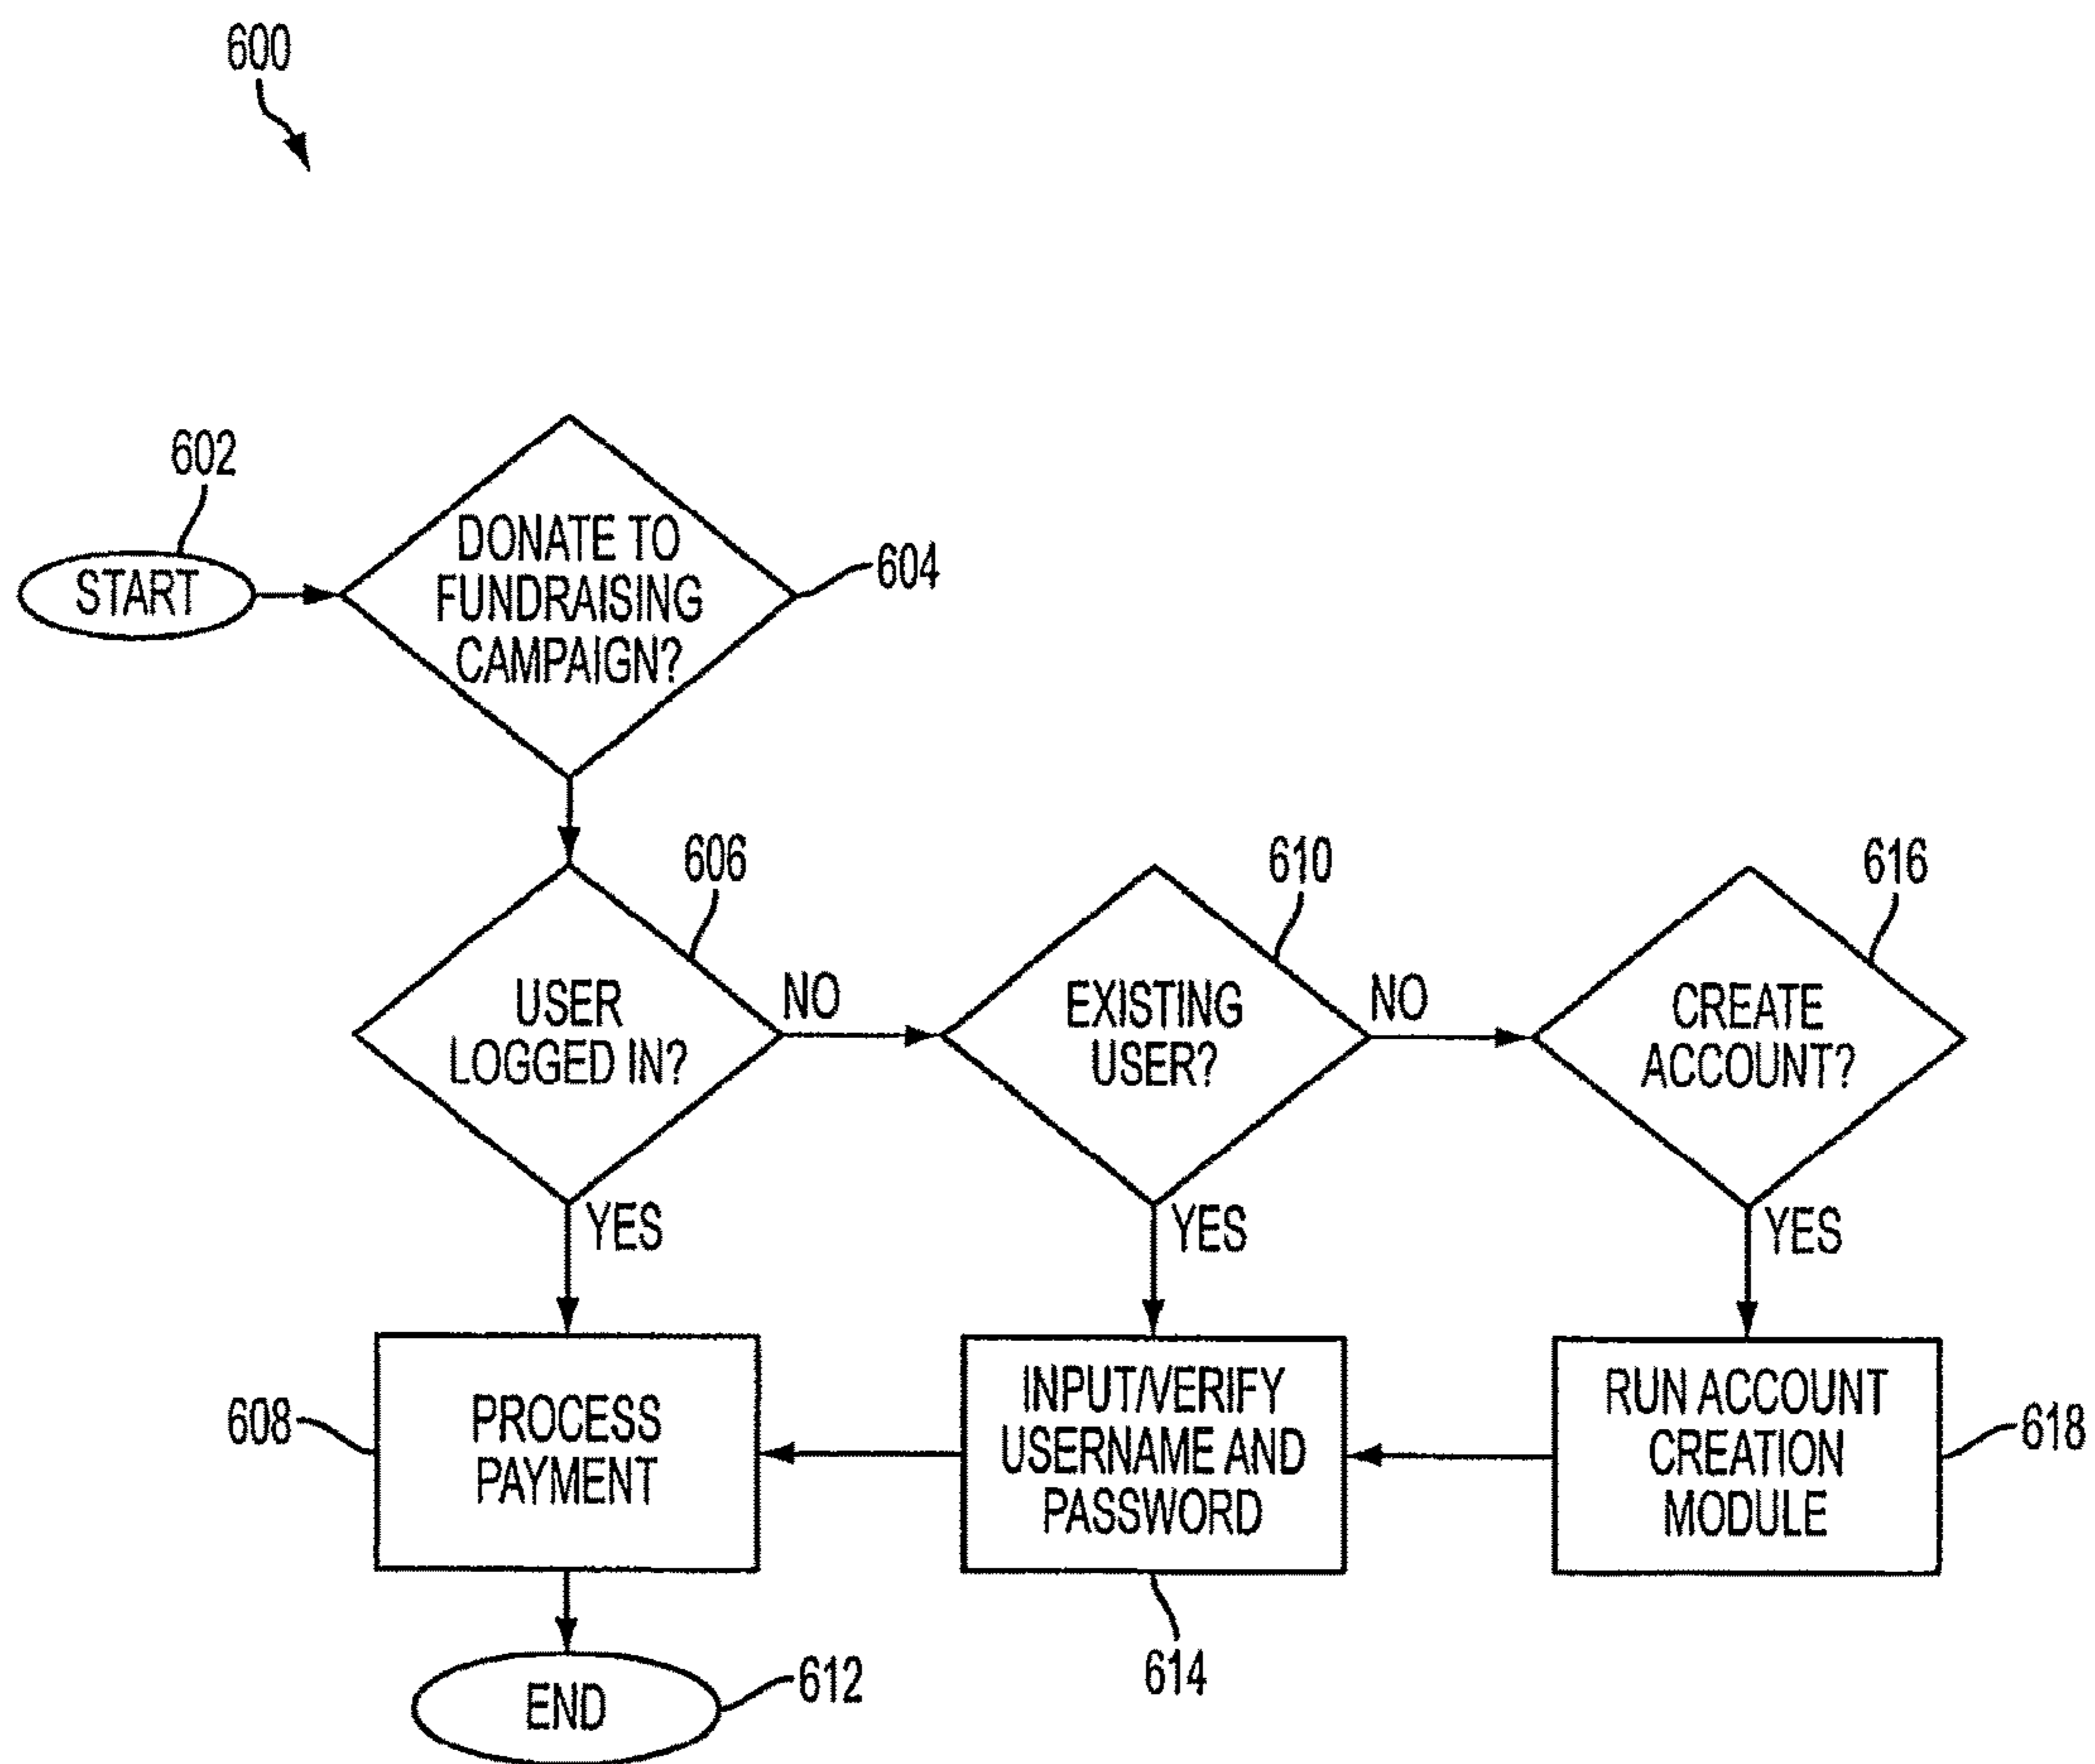 600
602
START
DONATE TO
FUNDRAISING
CAMPAIGN?
604
606
USER
LOGGED IN?
NO
YES
610
EXISTING
USER?
NO
YES
616
CREATE
ACCOUNT?
YES
608
PROCESS
PAYMENT
INPUT/VERIFY
USERNAME AND
PASSWORD
614
RUN ACCOUNT
CREATION
MODULE
618
END
612